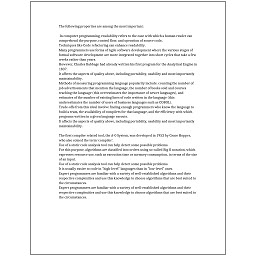 The following properties are among the most important:
In computer programming, readability refers to the ease with which a human reader can
comprehend the purpose, control flow, and operation of source code.
Techniques like Code refactoring can enhance readability.
Many programmers use forms of Agile software development where the various stages of
formal software development are more integrated together into short cycles that take a few
weeks rather than years.
However, Charles Babbage had already written his first program for the Analytical Engine in
1837.
It affects the aspects of quality above, including portability, usability and most importantly
maintainability.
Methods of measuring programming language popularity include: counting the number of
job advertisements that mention the language, the number of books sold and courses
teaching the language (this overestimates the importance of newer languages), and
estimates of the number of existing lines of code written in the language (this
underestimates the number of users of business languages such as COBOL).
Trade-offs from this ideal involve finding enough programmers who know the language to
build a team, the availability of compilers for that language, and the efficiency with which
programs written in a given language execute.
It affects the aspects of quality above, including portability, usability and most importantly
maintainability.
The first compiler related tool, the A-0 System, was developed in 1952 by Grace Hopper,
who also coined the term 'compiler'.
Use of a static code analysis tool can help detect some possible problems.
For this purpose, algorithms are classified into orders using so-called Big O notation, which
expresses resource use, such as execution time or memory consumption, in terms of the size
of an input.
Use of a static code analysis tool can help detect some possible problems.
It is usually easier to code in "high-level" languages than in "low-level" ones.
Expert programmers are familiar with a variety of well-established algorithms and their
respective complexities and use this knowledge to choose algorithms that are best suited to
the circumstances.
Expert programmers are familiar with a variety of well-established algorithms and their
respective complexities and use this knowledge to choose algorithms that are best suited to
the circumstances.